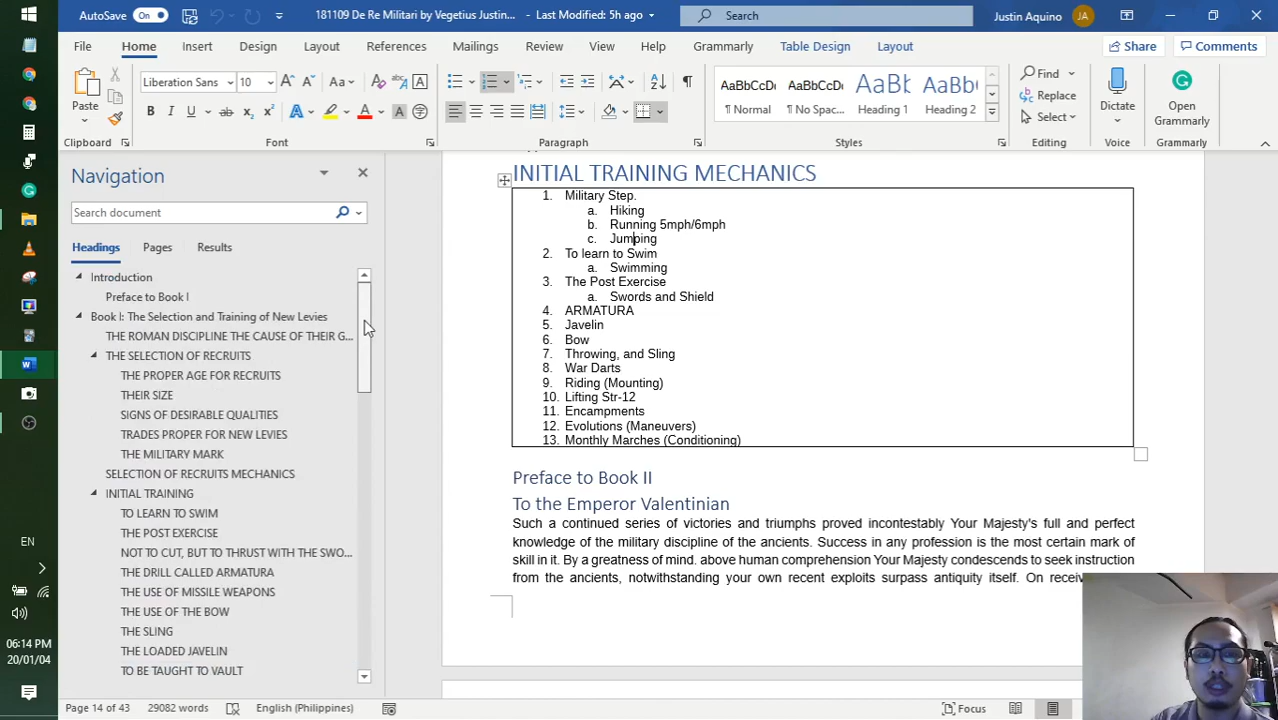 AutoSave On 181109 De Re Militari by Vegetius Justin... - Last Modified: 5h ago Search Justin Aquino JA
File Home Insert Design Layout References Mailings Review View Help Grammarly Table Design Layout Share Comments
Liberation Sans 10 Aa A AaBbCcDc AaBbCcDc AaBb( AaBbC( Find
Paste ¶ Normal No Spac... Heading 1 Heading 2 Replace Dictate Open
B I U ab x₂ x² A A A Select Grammarly
Clipboard Font Paragraph Styles Editing Voice Grammarly
Navigation
Search document
Headings Pages Results
Introduction
Preface to Book I
Book I: The Selection and Training of New Levies
THE ROMAN DISCIPLINE THE CAUSE OF THEIR G...
THE SELECTION OF RECRUITS
THE PROPER AGE FOR RECRUITS
THEIR SIZE
SIGNS OF DESIRABLE QUALITIES
TRADES PROPER FOR NEW LEVIES
THE MILITARY MARK
SELECTION OF RECRUITS MECHANICS
INITIAL TRAINING
TO LEARN TO SWIM
THE POST EXERCISE
NOT TO CUT, BUT TO THRUST WITH THE SWO...
THE DRILL CALLED ARMATURA
THE USE OF MISSILE WEAPONS
THE USE OF THE BOW
THE SLING
THE LOADED JAVELIN
TO BE TAUGHT TO VAULT
INITIAL TRAINING MECHANICS
1. Military Step.
a. Hiking
b. Running 5mph/6mph
c. Jumping
2. To learn to Swim
a. Swimming
3. The Post Exercise
a. Swords and Shield
4. ARMATURA
5. Javelin
6. Bow
7. Throwing, and Sling
8. War Darts
9. Riding (Mounting)
10. Lifting Str-12
11. Encampments
12. Evolutions (Maneuvers)
13. Monthly Marches (Conditioning)
Preface to Book II
To the Emperor Valentinian
Such a continued series of victories and triumphs proved incontestably Your Majesty's full and perfect
knowledge of the military discipline of the ancients. Success in any profession is the most certain mark of
skill in it. By a greatness of mind. above human comprehension Your Majesty condescends to seek instruction
from the ancients, notwithstanding your own recent exploits surpass antiquity itself. On
EN
06:14 PM
20/01/04
Page 14 of 43 29082 words English (Philippines) Focus